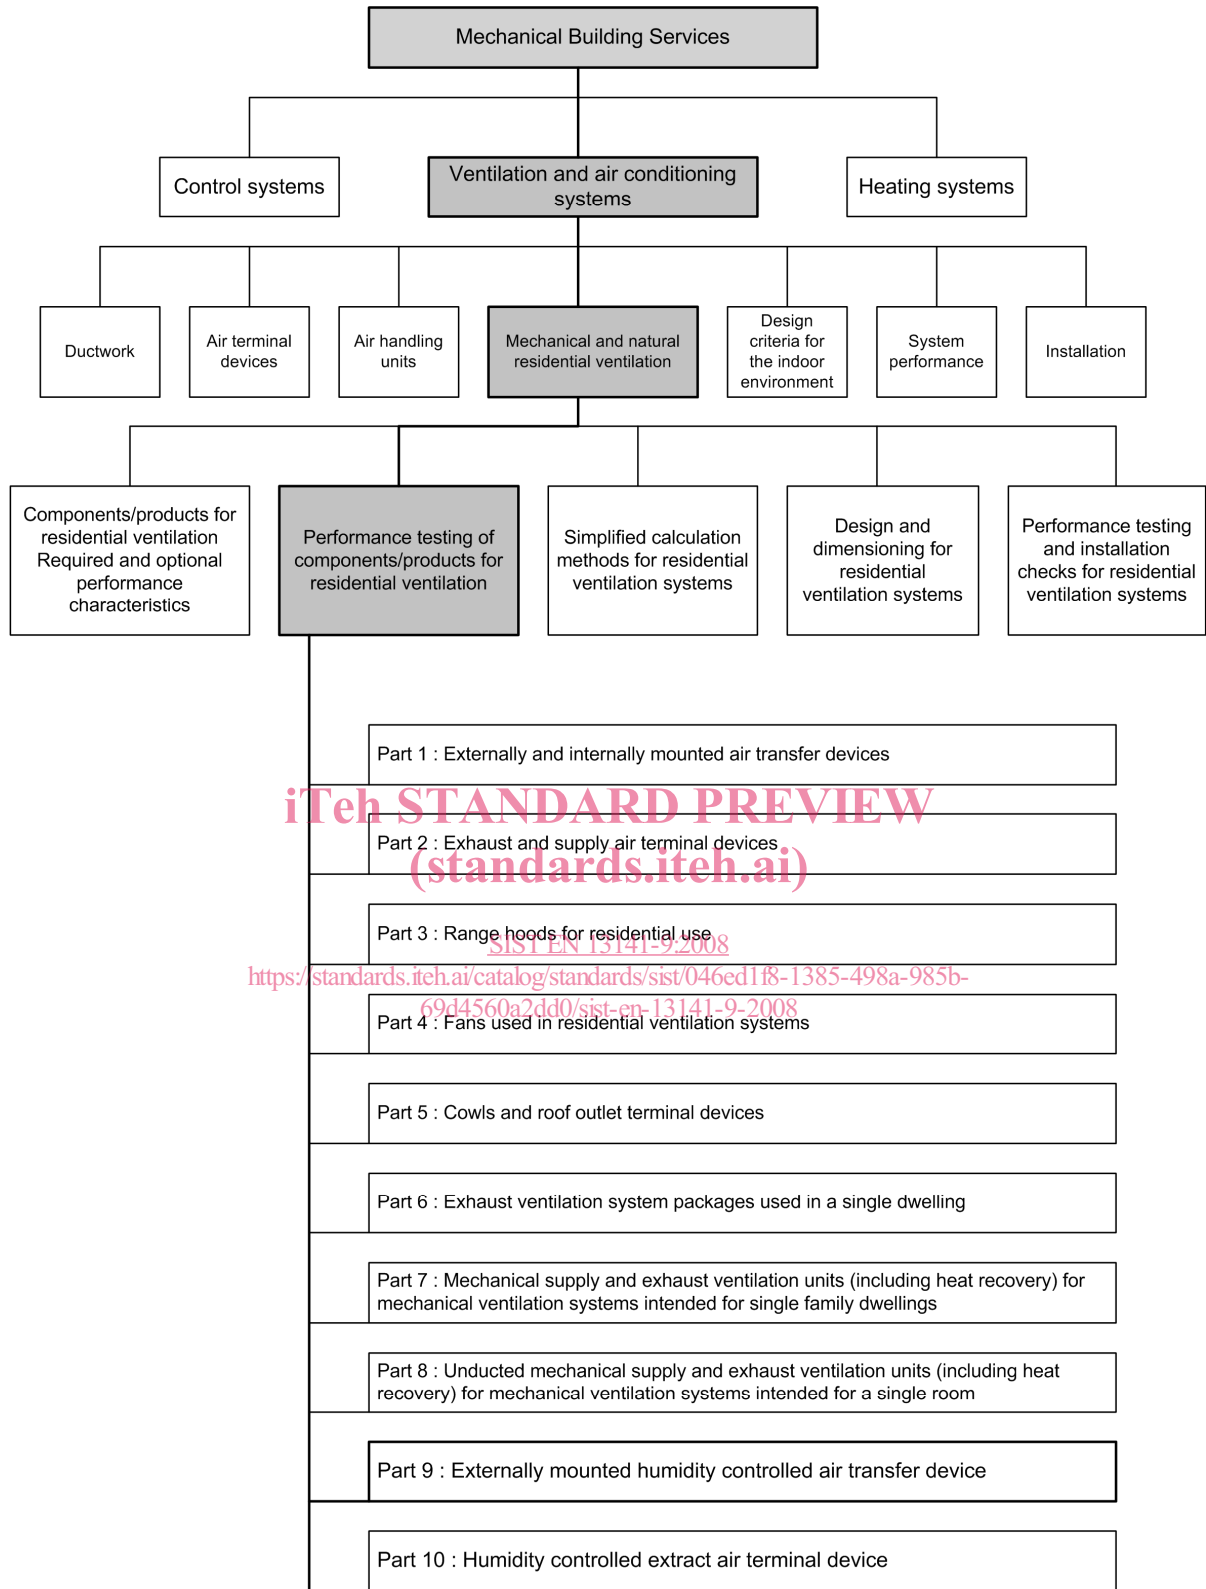 Mechanical Building Services
Control systems
Ventilation and air conditioning
systems
Heating systems
Ductwork
Air terminal
devices
Air handling
units
Mechanical and natural
residential ventilation
Design
criteria for
the indoor
environment
System
performance
Installation
Components/products for
residential ventilation
Required and optional
performance
characteristics
Performance testing of
components/products for
residential ventilation
Simplified calculation
methods for residential
ventilation systems
Design and
dimensioning for
residential
ventilation systems
Performance testing
and installation
checks for residential
ventilation systems
Part 1 : Externally and internally mounted air transfer devices
iTeh STANDARD PREVIEW
Part 2 : Exhaust and supply air terminal devices
(standards.iteh.ai)
Part 3 : Range hoods for residential use
SIST EN 13141-9:2008
https://standards.iteh.ai/catalog/standards/sist/046ed1f8-1385-498a-985b-
69d4560a2dd0/sist-en-13141-9-2008
Part 4 : Fans used in residential ventilation systems
Part 5 : Cowls and roof outlet terminal devices
Part 6 : Exhaust ventilation system packages used in a single dwelling
Part 7 : Mechanical supply and exhaust ventilation units (including heat recovery) for
mechanical ventilation systems intended for single family dwellings
Part 8 : Unducted mechanical supply and exhaust ventilation units (including heat
recovery) for mechanical ventilation systems intended for a single room
Part 9 : Externally mounted humidity controlled air transfer device
Part 10 : Humidity controlled extract air terminal device